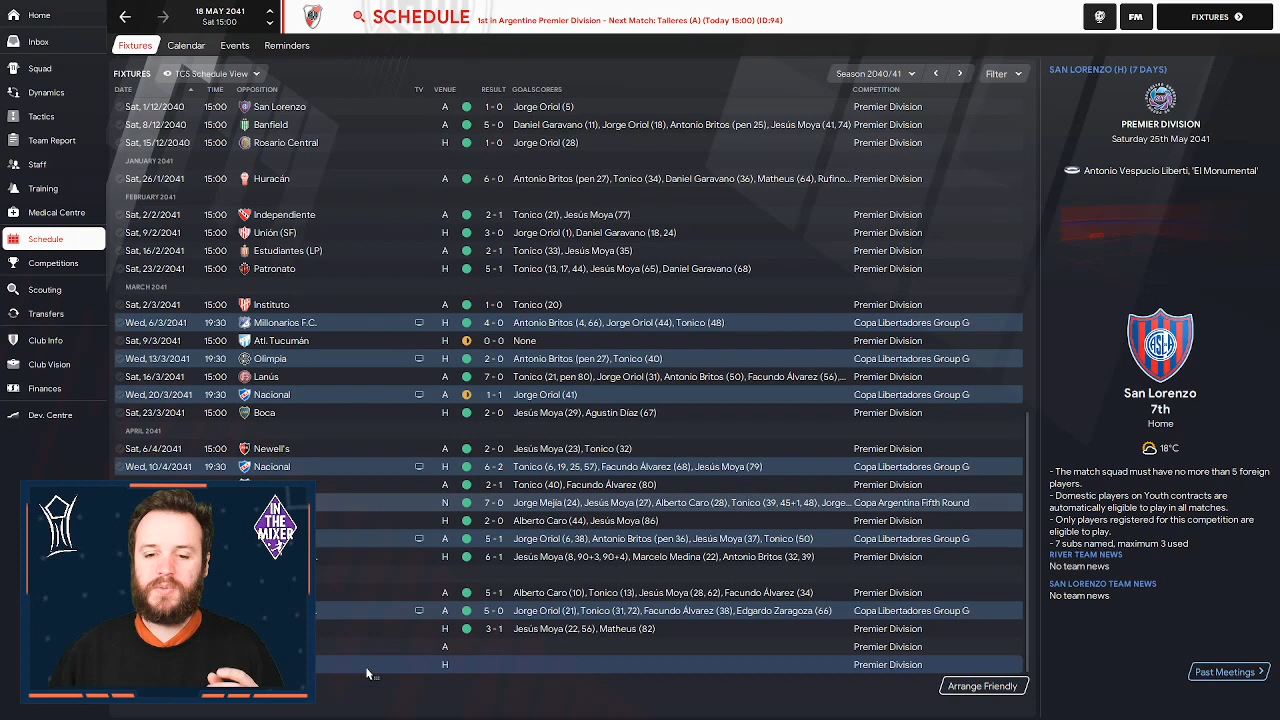 Home
18 MAY 2041
Sat 15:00
SCHEDULE
1st in Argentine Premier Division - Next Match: Talleres (A) (Today 15:00) (ID:94)
FM
FIXTURES
Inbox
Squad
Dynamics
Tactics
Team Report
Staff
Training
Medical Centre
Schedule
Competitions
Scouting
Transfers
Club Info
Club Vision
Finances
Dev. Centre
Fixtures Calendar Events Reminders
FIXTURES TCS Schedule View Season 2040/41 Filter
DATE TIME OPPOSITION TV VENUE RESULT GOALSCORERS COMPETITION
Sat, 1/12/2040 15:00 San Lorenzo A 1 - 0 Jorge Oriol (5) Premier Division
Sat, 8/12/2040 15:00 Banfield A 5 - 0 Daniel Garavano (11), Jorge Oriol (18), Antonio Britos (pen 25), Jesús Moya (41, 74) Premier Division
Sat, 15/12/2040 15:00 Rosario Central H 1 - 0 Jorge Oriol (28) Premier Division
JANUARY 2041
Sat, 26/1/2041 15:00 Huracán A 6 - 0 Antonio Britos (pen 27), Tonico (34), Daniel Garavano (36), Matheus (64), Rufino... Premier Division
FEBRUARY 2041
Sat, 2/2/2041 15:00 Independiente A 2 - 1 Tonico (21), Jesús Moya (77) Premier Division
Sat, 9/2/2041 15:00 Unión (SF) H 3 - 0 Jorge Oriol (1), Daniel Garavano (18, 24) Premier Division
Sat, 16/2/2041 15:00 Estudiantes (LP) A 2 - 1 Tonico (33), Jesús Moya (35) Premier Division
Sat, 23/2/2041 15:00 Patronato H 5 - 1 Tonico (13, 17, 44), Jesús Moya (65), Daniel Garavano (68) Premier Division
MARCH 2041
Sat, 2/3/2041 15:00 Instituto A 1 - 0 Tonico (20) Premier Division
Wed, 6/3/2041 19:30 Millonarios F.C. H 4 - 0 Antonio Britos (4, 66), Jorge Oriol (44), Tonico (48) Copa Libertadores Group G
Sat, 9/3/2041 15:00 Atl. Tucumán H 0 - 0 None Premier Division
Wed, 13/3/2041 19:30 Olimpia H 2 - 0 Antonio Britos (pen 27), Tonico (40) Copa Libertadores Group G
Sat, 16/3/2041 15:00 Lanús A 7 - 0 Tonico (21, pen 80), Jorge Oriol (31), Antonio Britos (50), Facundo Álvarez (56),... Premier Division
Wed, 20/3/2041 19:30 Nacional A 1 - 1 Jorge Oriol (41) Copa Libertadores Group G
Sat, 23/3/2041 15:00 Boca H 2 - 0 Jesús Moya (29), Agustin Díaz (67) Premier Division
APRIL 2041
Sat, 6/4/2041 15:00 Newell's A 2 - 0 Jesús Moya (23), Tonico (32) Premier Division
Wed, 10/4/2041 19:30 Nacional H 6 - 2 Tonico (6, 19, 25, 57), Facundo Álvarez (68), Jesús Moya (79) Copa Libertadores Group G
A 2 - 1 Tonico (40), Facundo Álvarez (80) Premier Division
N 7 - 0 Jorge Mejía (24), Jesús Moya (27), Alberto Caro (28), Tonico (39, 45+1, 48), Jorge... Copa Argentina Fifth Round
H 2 - 0 Alberto Caro (44), Jesús Moya (86) Premier Division
A 5 - 1 Jorge Oriol (6, 38), Antonio Britos (pen 36), Jesús Moya (37), Tonico (50) Copa Libertadores Group G
H 6 - 1 Jesús Moya (8, 90+3, 90+4), Marcelo Medina (22), Antonio Britos (32, 39) Premier Division
A 5 - 1 Alberto Caro (10), Tonico (13), Jesús Moya (28, 62), Facundo Álvarez (34) Premier Division
A 5 - 0 Jorge Oriol (21), Tonico (31, 72), Facundo Álvarez (38), Edgardo Zaragoza (66) Copa Libertadores Group G
H 3 - 1 Jesús Moya (22, 56), Matheus (82) Premier Division
A Premier Division
H Premier Division
Arrange Friendly
IN
THE
MIXER
SAN LORENZO (H) (7 DAYS)
PREMIER DIVISION
Saturday 25th May 2041
Antonio Vespucio Liberti, 'El Monumental'
San Lorenzo
7th
Home
18°C
- The match squad must have no more than 5 foreign
players.
- Domestic players on Youth contracts are
automatically eligible to play in all matches.
- Only players registered for this competition are
eligible to play.
- 7 subs named, maximum 3 used
RIVER TEAM NEWS
No team news
SAN LORENZO TEAM NEWS
No team news
Past Meetings